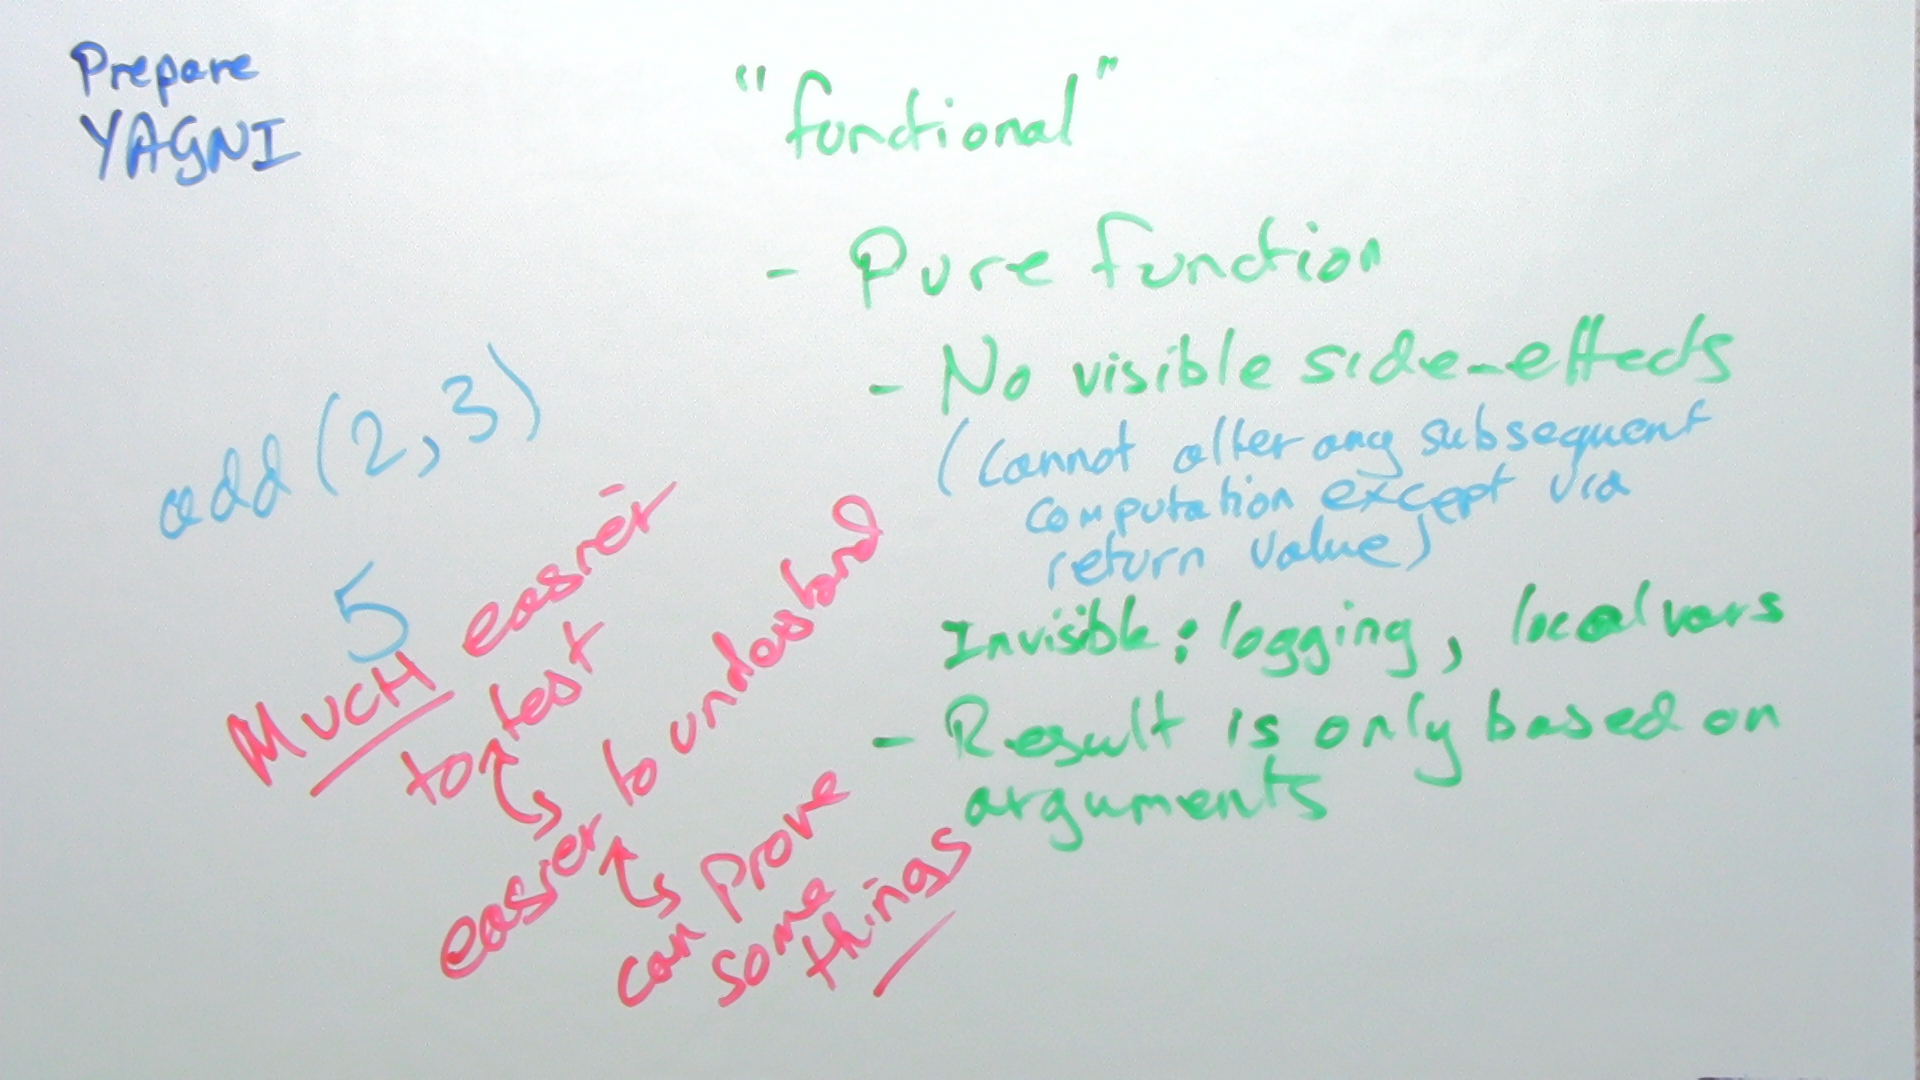 Prepare
YAGNI
"functional"
- Pure function
- No visible side-effects
(Cannot alter any subsequent
computation except via
return value)
Invisible: logging, local vars
- Result is only based on
arguments
add(2,3)
5
MUCH easier
to test
easier to understand
can prove
some
things